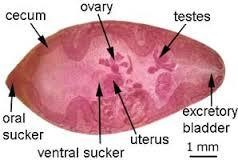 ovary
cecum
testes
oral
sucker
ventral sucker
uterus
excretory
bladder
1 mm